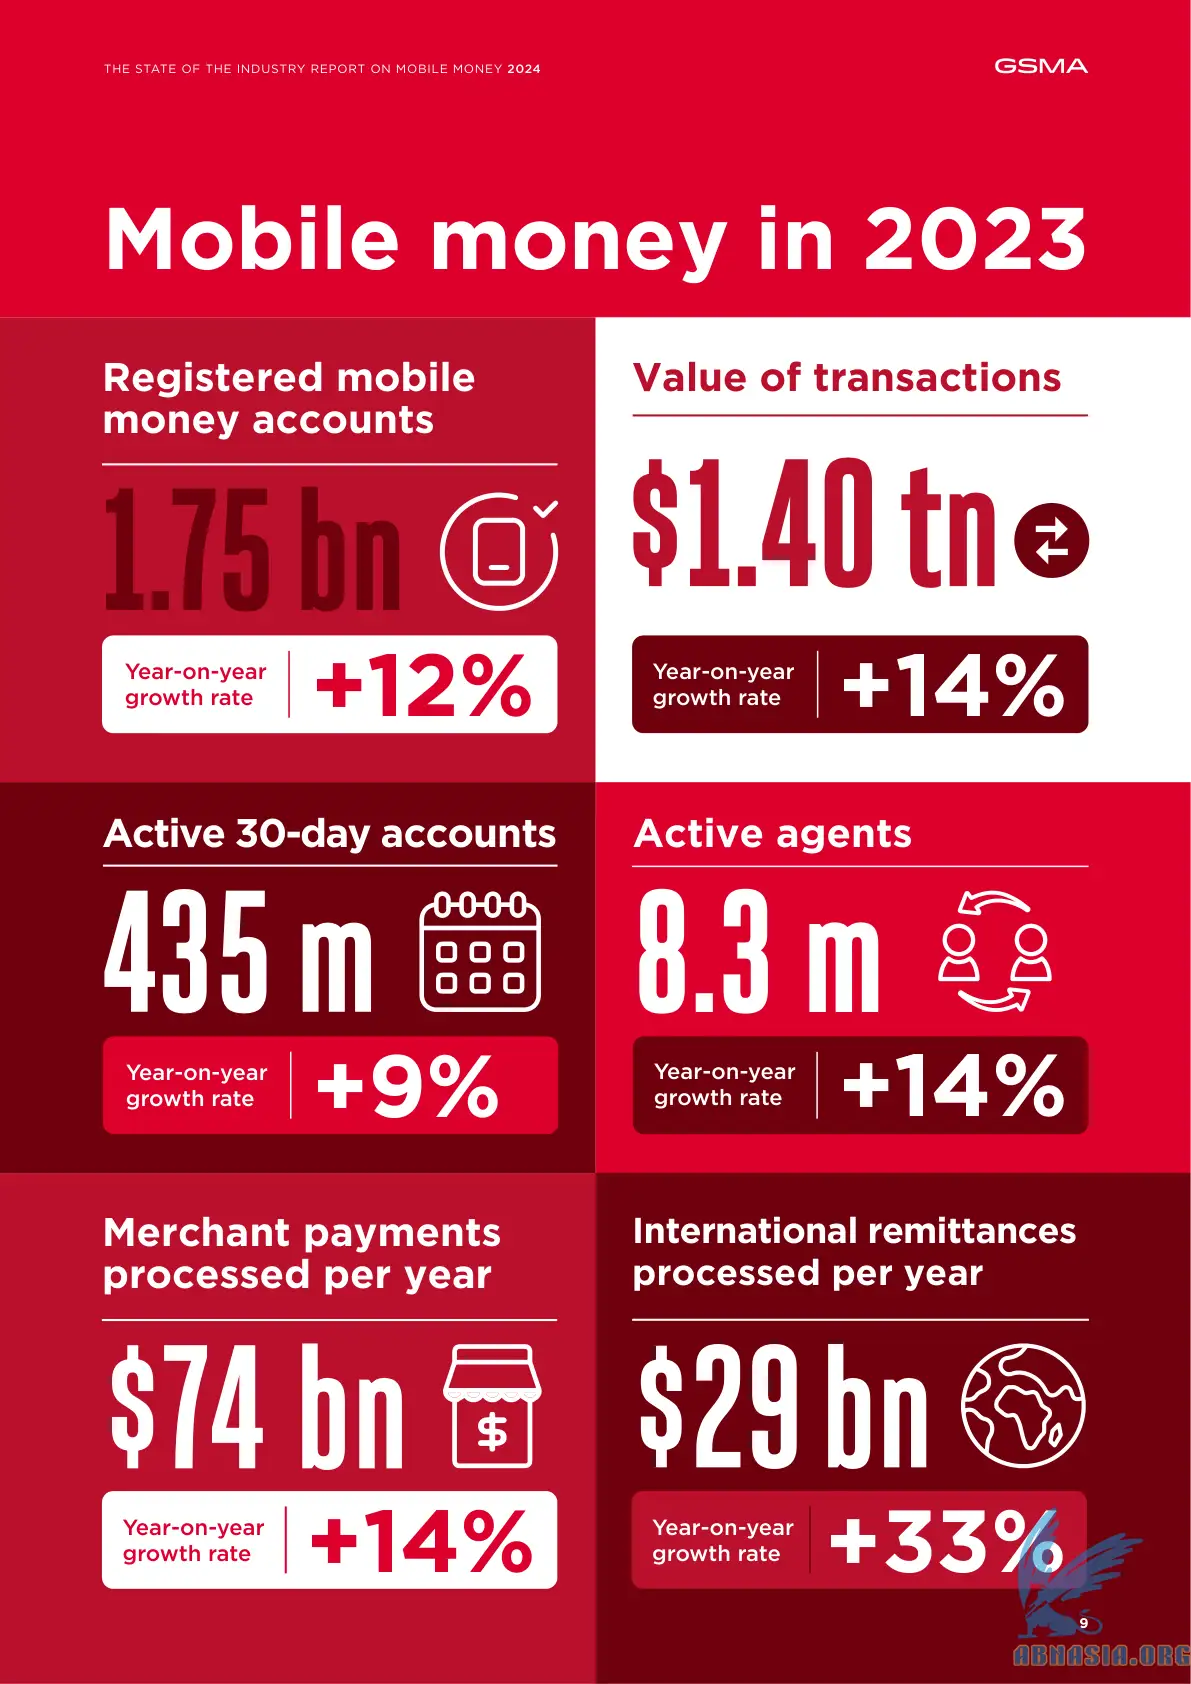 THE STATE OF THE INDUSTRY REPORT ON MOBILE MONEY 2024
GSMA
Mobile money in 2023
Registered mobile
money accounts
1.75 bn
Year-on-year
growth rate
+12%
Value of transactions
$1.40 tn
Year-on-year
growth rate
+14%
Active 30-day accounts
435 m
Year-on-year
growth rate
+9%
Active agents
8.3 m
Year-on-year
growth rate
+14%
Merchant payments
processed per year
$74 bn
$
Year-on-year
growth rate
+14%
International remittances
processed per year
$29 bn
Year-on-year
growth rate
+33%
9
ABNASIA.ORG